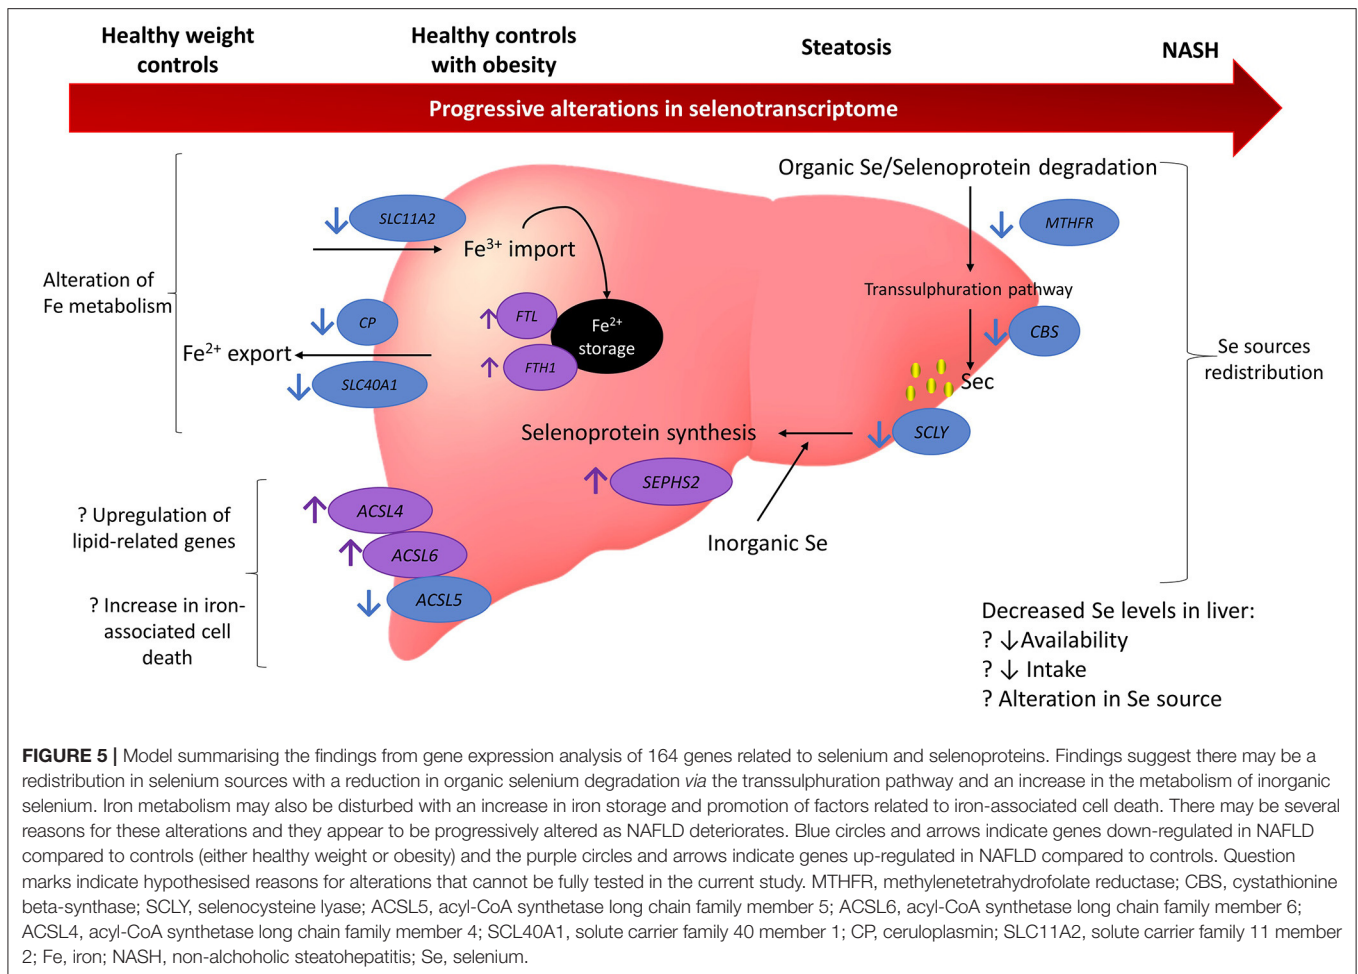 Healthy weight
controls
Healthy controls
with obesity
Steatosis
NASH
Progressive alterations in selenotranscriptome
Alteration of
Fe metabolism
SLC11A2
Fe³⁺ import
CP
Fe²⁺ export
SLC40A1
FTL
FTH1
Fe²⁺
storage
Organic Se/Selenoprotein degradation
MTHFR
Transsulphuration pathway
CBS
Sec
SCLY
Selenoprotein synthesis
SEPHS2
Inorganic Se
Se sources
redistribution
? Upregulation of
lipid-related genes
? Increase in iron-
associated cell
death
ACSL4
ACSL6
ACSL5
Decreased Se levels in liver:
? ↓Availability
? ↓ Intake
? Alteration in Se source
FIGURE 5 | Model summarising the findings from gene expression analysis of 164 genes related to selenium and selenoproteins. Findings suggest there may be a
redistribution in selenium sources with a reduction in organic selenium degradation via the transsulphuration pathway and an increase in the metabolism of inorganic
selenium. Iron metabolism may also be disturbed with an increase in iron storage and promotion of factors related to iron-associated cell death. There may be several
reasons for these alterations and they appear to be progressively altered as NAFLD deteriorates. Blue circles and arrows indicate genes down-regulated in NAFLD
compared to controls (either healthy weight or obesity) and the purple circles and arrows indicate genes up-regulated in NAFLD compared to controls. Question
marks indicate hypothesised reasons for alterations that cannot be fully tested in the current study. MTHFR, methylenetetrahydrofolate reductase; CBS, cystathionine
beta-synthase; SCLY, selenocysteine lyase; ACSL5, acyl-CoA synthetase long chain family member 5; ACSL6, acyl-CoA synthetase long chain family member 6;
ACSL4, acyl-CoA synthetase long chain family member 4; SCL40A1, solute carrier family 40 member 1; CP, ceruloplasmin; SLC11A2, solute carrier family 11 member
2; Fe, iron; NASH, non-alchoholic steatohepatitis; Se, selenium.